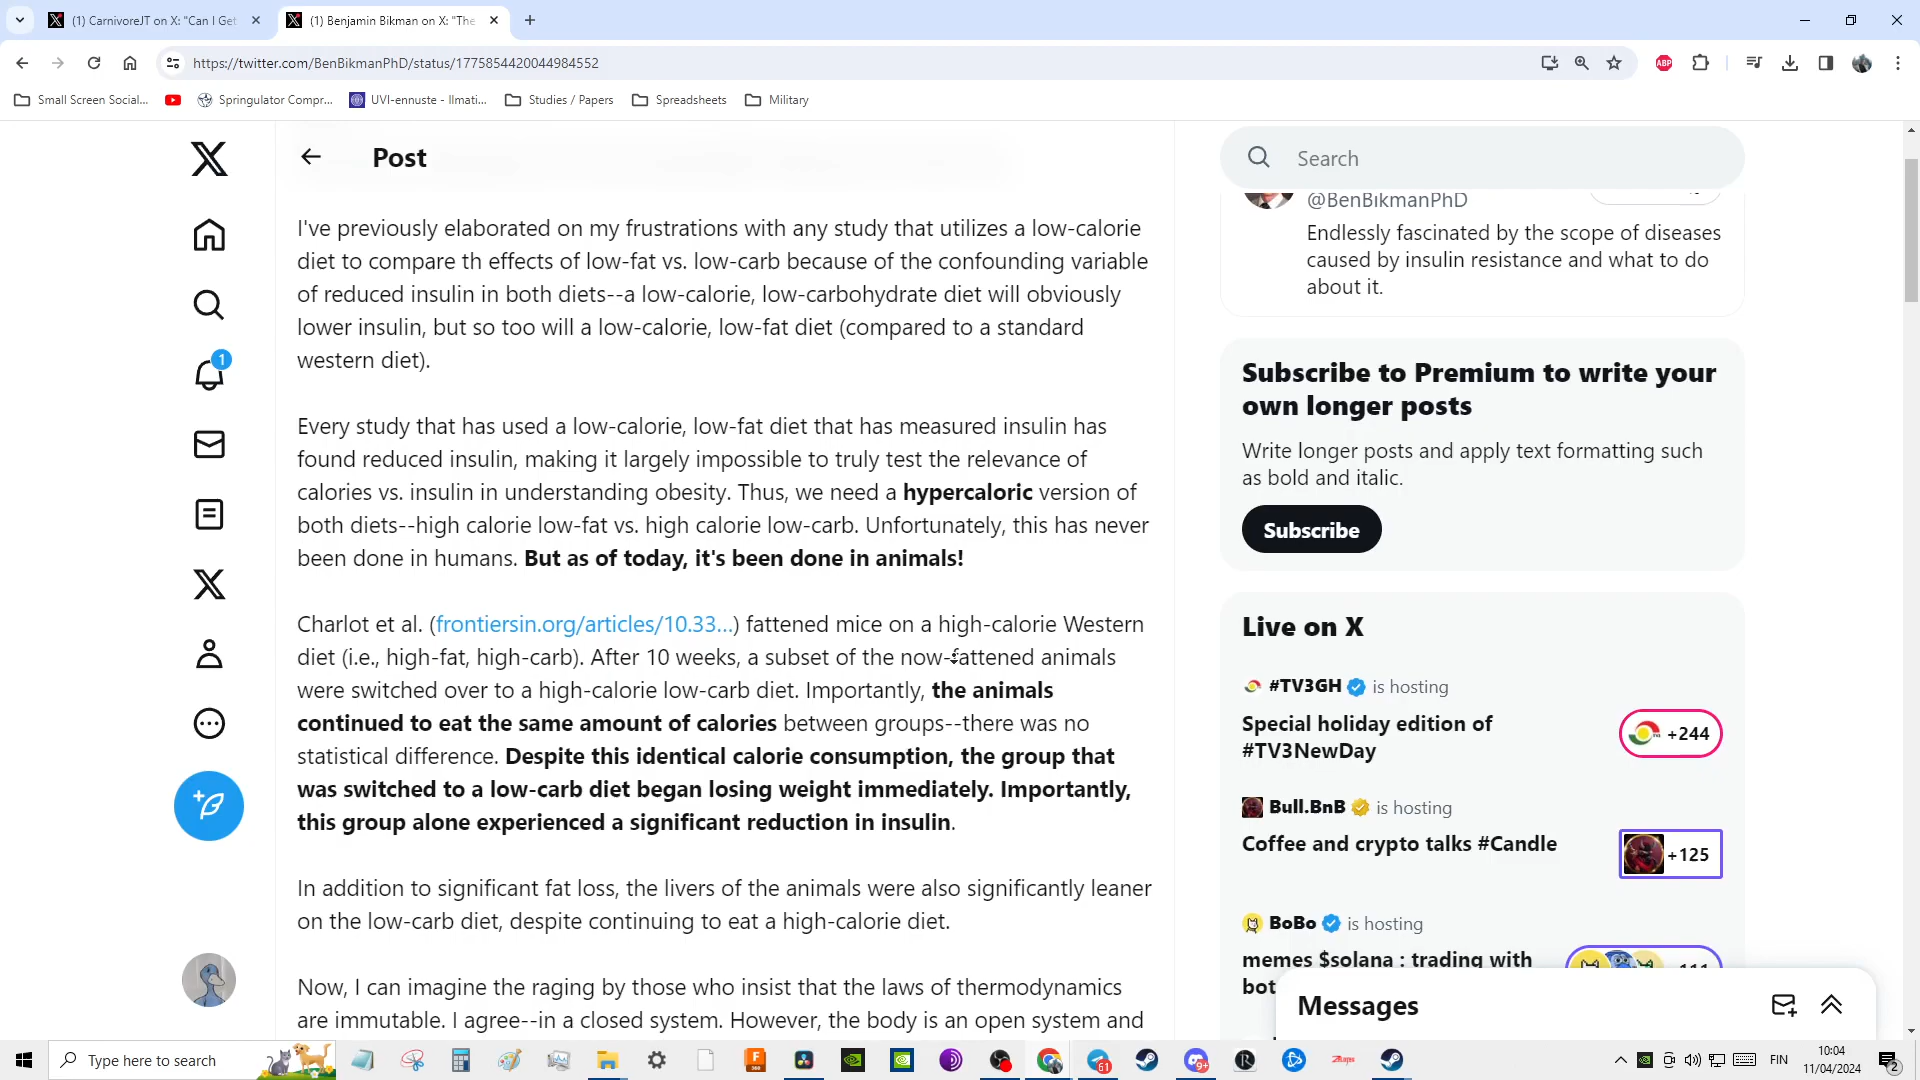 (1) CarnivoreJT on X: "Can I Get
(1) Benjamin Bikman on X: "The
https://twitter.com/BenBikmanPhD/status/1775854420044984552
ABP
Small Screen Social...
Springulator Compr...
UVI-ennuste - Ilmati...
Studies / Papers
Spreadsheets
Military
Post
I've previously elaborated on my frustrations with any study that utilizes a low-calorie
diet to compare th effects of low-fat vs. low-carb because of the confounding variable
of reduced insulin in both diets--a low-calorie, low-carbohydrate diet will obviously
lower insulin, but so too will a low-calorie, low-fat diet (compared to a standard
western diet).
Every study that has used a low-calorie, low-fat diet that has measured insulin has
found reduced insulin, making it largely impossible to truly test the relevance of
calories vs. insulin in understanding obesity. Thus, we need a hypercaloric version of
both diets--high calorie low-fat vs. high calorie low-carb. Unfortunately, this has never
been done in humans. But as of today, it's been done in animals!
Charlot et al. (frontiersin.org/articles/10.33...) fattened mice on a high-calorie Western
diet (i.e., high-fat, high-carb). After 10 weeks, a subset of the now-fattened animals
were switched over to a high-calorie low-carb diet. Importantly, the animals
continued to eat the same amount of calories between groups--there was no
statistical difference. Despite this identical calorie consumption, the group that
was switched to a low-carb diet began losing weight immediately. Importantly,
this group alone experienced a significant reduction in insulin.
In addition to significant fat loss, the livers of the animals were also significantly leaner
on the low-carb diet, despite continuing to eat a high-calorie diet.
Now, I can imagine the raging by those who insist that the laws of thermodynamics
are immutable. I agree--in a closed system. However, the body is an open system and
1
Search
@BenBikmanPhD
Endlessly fascinated by the scope of diseases
caused by insulin resistance and what to do
about it.
Subscribe to Premium to write your
own longer posts
Write longer posts and apply text formatting such
as bold and italic.
Subscribe
Live on X
#TV3GH is hosting
Special holiday edition of
#TV3NewDay
+244
Bull.BnB is hosting
Coffee and crypto talks #Candle
+125
BoBo is hosting
memes $solana : trading with
bot
Messages
Type here to search
61
9+
FIN
10:04
11/04/2024
2